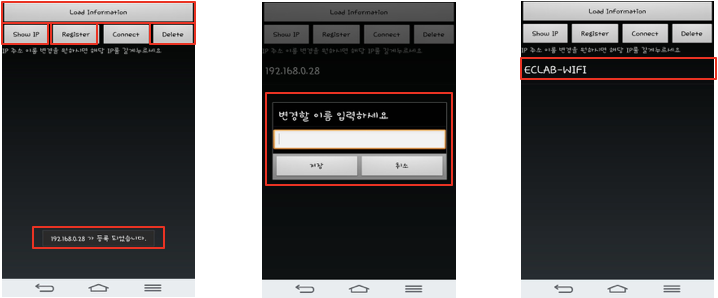 Load Information
Show IP Register Connect Delete
IP 주소 이름 변경을 원하시면 해당 IP를 길게누르세요
192.168.0.28 가 등록 되었습니다.
Load Information
Show IP Register Connect Delete
IP 주소 이름 변경을 원하시면 해당 IP를 길게누르세요
192.168.0.28
변경할 이름 입력하세요
저장 취소
Load Information
Show IP Register Connect Delete
IP 주소 이름 변경을 원하시면 해당 IP를 길게누르세요
ECLAB-WIFI